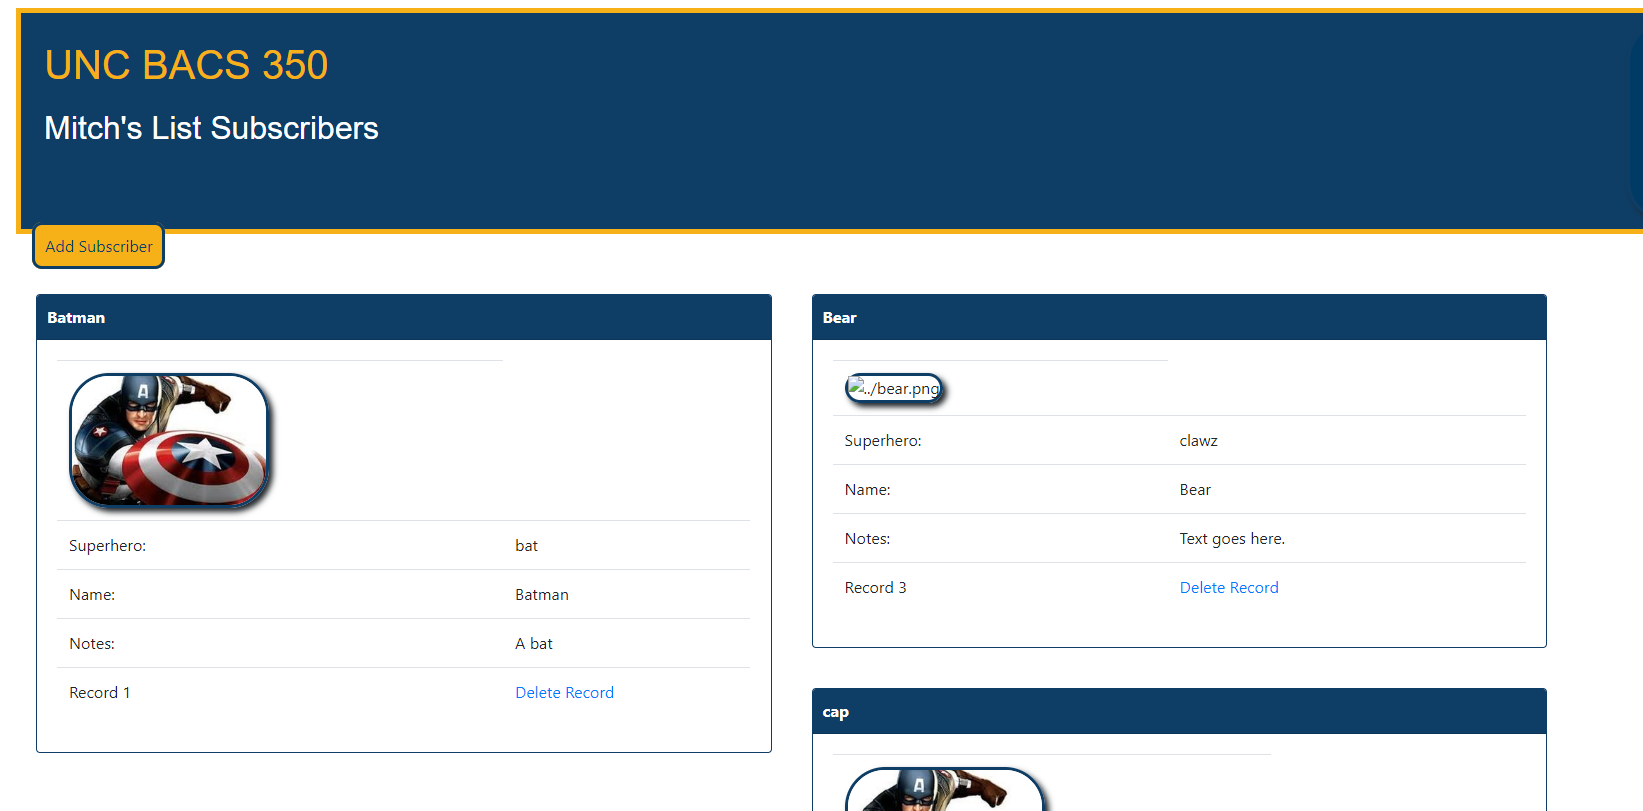 UNC BACS 350
Mitch's List Subscribers
Add Subscriber
Batman
A
Superhero: bat
Name: Batman
Notes: A bat
Record 1 Delete Record
Bear
../bear.png
Superhero: clawz
Name: Bear
Notes: Text goes here.
Record 3 Delete Record
cap
A